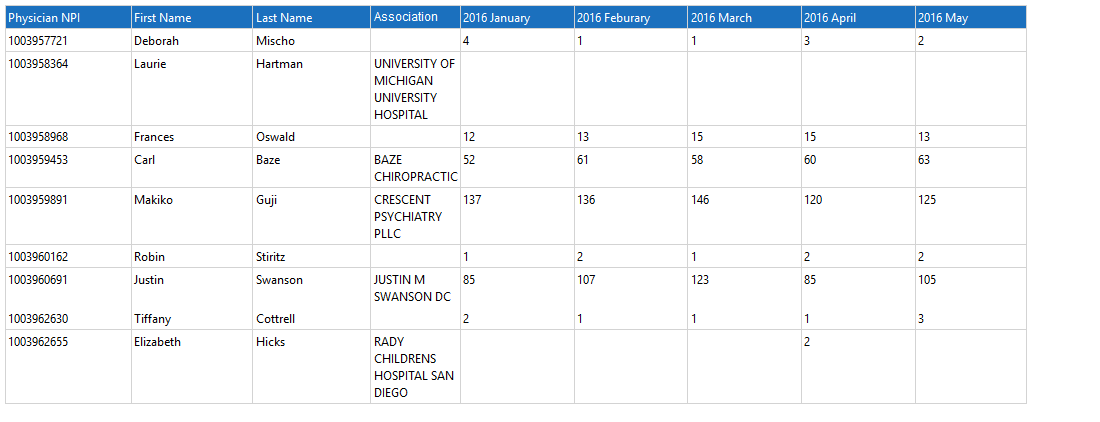 Physician NPI First Name Last Name Association 2016 January 2016 Feburary 2016 March 2016 April 2016 May
1003957721 Deborah Mischo 4 1 1 3 2
1003958364 Laurie Hartman UNIVERSITY OF
MICHIGAN
UNIVERSITY
HOSPITAL
1003958968 Frances Oswald 12 13 15 15 13
1003959453 Carl Baze BAZE 52 61 58 60 63
CHIROPRACTIC
1003959891 Makiko Guji CRESCENT 137 136 146 120 125
PSYCHIATRY
PLLC
1003960162 Robin Stiritz 1 2 1 2 2
1003960691 Justin Swanson JUSTIN M 85 107 123 85 105
SWANSON DC
1003962630 Tiffany Cottrell 2 1 1 1 3
1003962655 Elizabeth Hicks RADY 2
CHILDRENS
HOSPITAL SAN
DIEGO